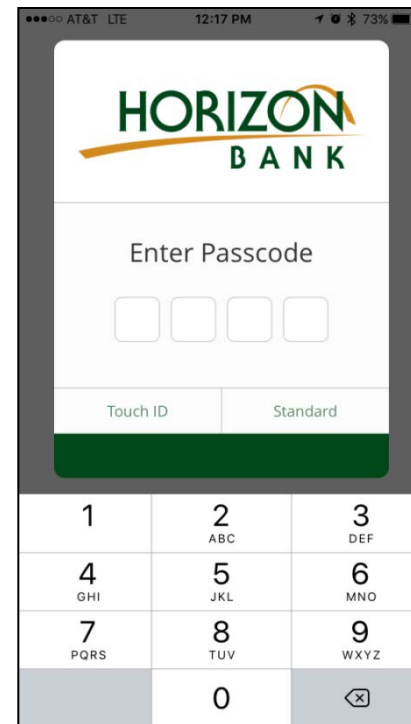 AT&T LTE 12:17 PM 73%
HORIZON
BANK
Enter Passcode
Touch ID Standard
1 2 3
ABC DEF
4 5 6
GHI JKL MNO
7 8 9
PQRS TUV WXYZ
0